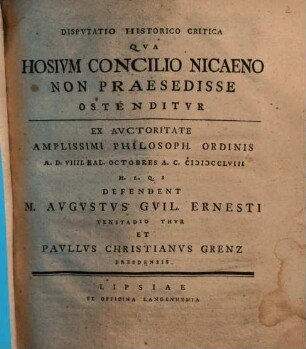 DISPVTATIO HISTORICO CRITICA
QVA
HOSIVM CONCILIO NICAENO
NON PRAESEDISSE
OSTENDITVR
EX AVCTORITATE
AMPLISSIMI PHILOSOPH. ORDINIS
A. D. VIIII. KAL. OCTOBRES A. C. CIƆIƆCCLVIII
H. L. Q. S
DEFENDENT
M. AVGVSTVS GVIL. ERNESTI
THVR
ET
PAVLLVS CHRISTIANVS GRENZ
DRESDENSIS.
LIPSIAE
EX OFFICINA LANGENHEMIA